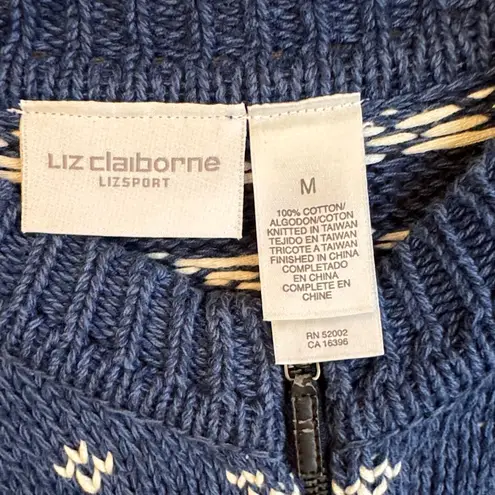 Liz claiborne
LIZSPORT
M
100% COTTON/
ALGODON/COTON
KNITTED IN TAIWAN
TEJIDO EN TAIWAN
TRICOTE A TAIWAN
FINISHED IN CHINA
COMPLETADO
EN CHINA
COMPLETE EN
CHINE
RN 52002
CA 16396